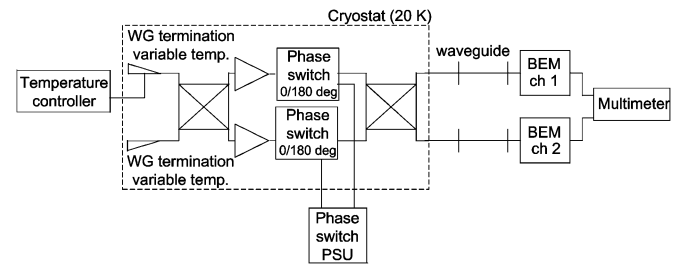 Cryostat (20 K)
WG termination
variable temp.
Phase
switch
0/180 deg
waveguide
BEM
ch 1
Temperature
controller
Multimeter
Phase
switch
0/180 deg
BEM
ch 2
WG termination
variable temp.
Phase
switch
PSU